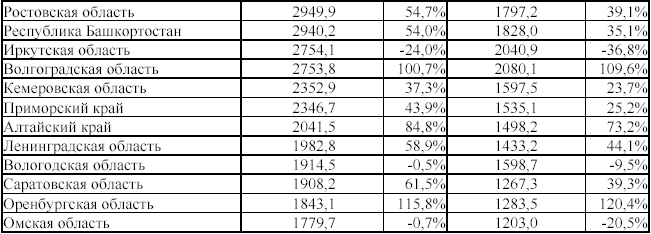 Ростовская область 2949,9 54,7% 1797,2 39,1%
Республика Башкортостан 2940,2 54,0% 1828,0 35,1%
Иркутская область 2754,1 -24,0% 2040,9 -36,8%
Волгоградская область 2753,8 100,7% 2080,1 109,6%
Кемеровская область 2352,9 37,3% 1597,5 23,7%
Приморский край 2346,7 43,9% 1535,1 25,2%
Алтайский край 2041,5 84,8% 1498,2 73,2%
Ленинградская область 1982,8 58,9% 1433,2 44,1%
Вологодская область 1914,5 -0,5% 1598,7 -9,5%
Саратовская область 1908,2 61,5% 1267,3 39,3%
Оренбургская область 1843,1 115,8% 1283,5 120,4%
Омская область 1779,7 -0,7% 1203,0 -20,5%